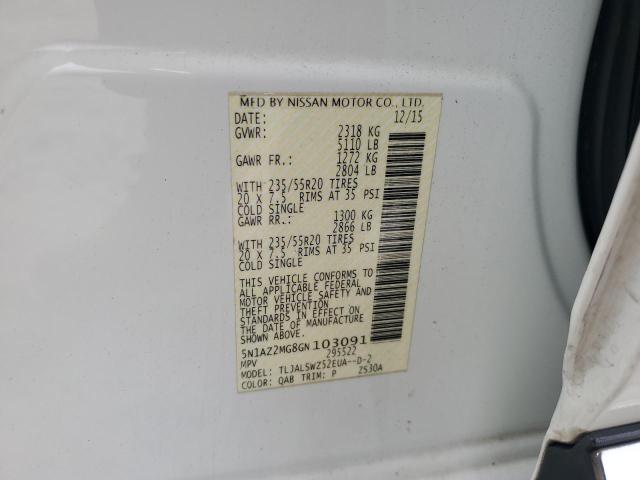 MFD BY NISSAN MOTOR CO., LTD.
DATE: 12/15
GVWR: 2318 KG
5110 LB
GAWR FR.: 1272 KG
2804 LB
WITH 235/55R20 TIRES
20 X 7.5 RIMS AT 35 PSI
COLD SINGLE
GAWR RR.: 1300 KG
2866 LB
WITH 235/55R20 TIRES
20 X 7.5 RIMS AT 35 PSI
COLD SINGLE
THIS VEHICLE CONFORMS TO
ALL APPLICABLE FEDERAL
MOTOR VEHICLE SAFETY AND
THEFT PREVENTION
STANDARDS IN EFFECT ON
THE DATE OF MANUFACTURE
SHOWN ABOVE.
5N1AZ2MG8GN103091
MPV 295522
MODEL: TLJALSWZ52EUA--D-2
COLOR: QAB TRIM: P ZS30A